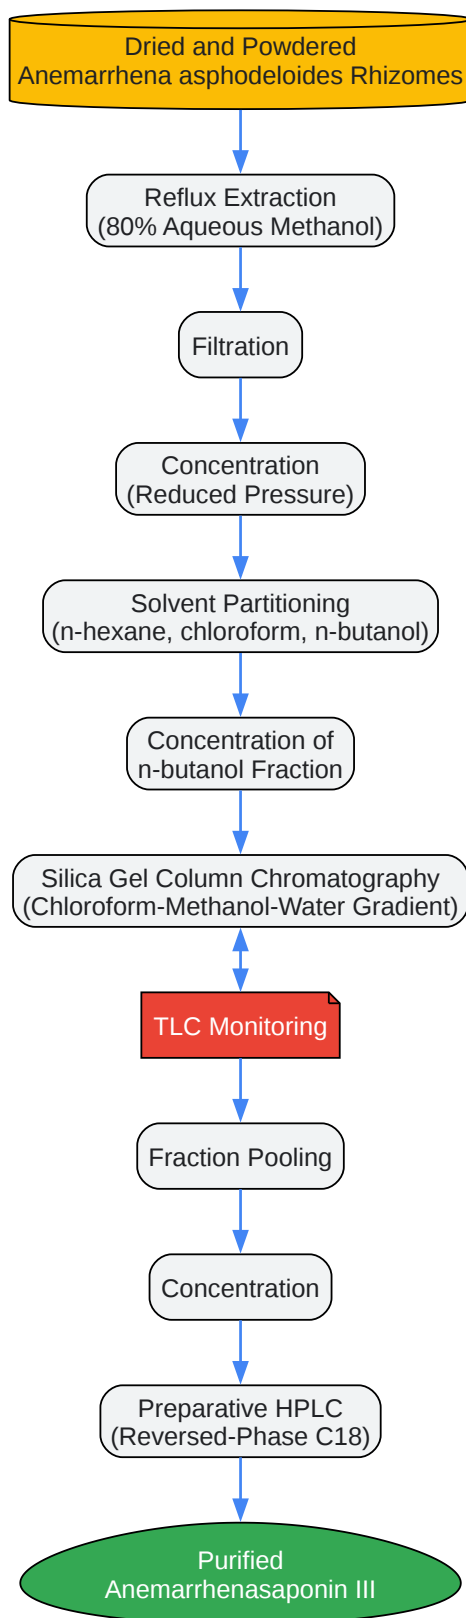 Dried and Powdered
Anemarrhena asphodeloides Rhizomes
Reflux Extraction
(80% Aqueous Methanol)
Filtration
Concentration
(Reduced Pressure)
Solvent Partitioning
(n-hexane, chloroform, n-butanol)
Concentration of
n-butanol Fraction
Silica Gel Column Chromatography
(Chloroform-Methanol-Water Gradient)
TLC Monitoring
Fraction Pooling
Concentration
Preparative HPLC
(Reversed-Phase C18)
Purified
Anemarrhenasaponin III